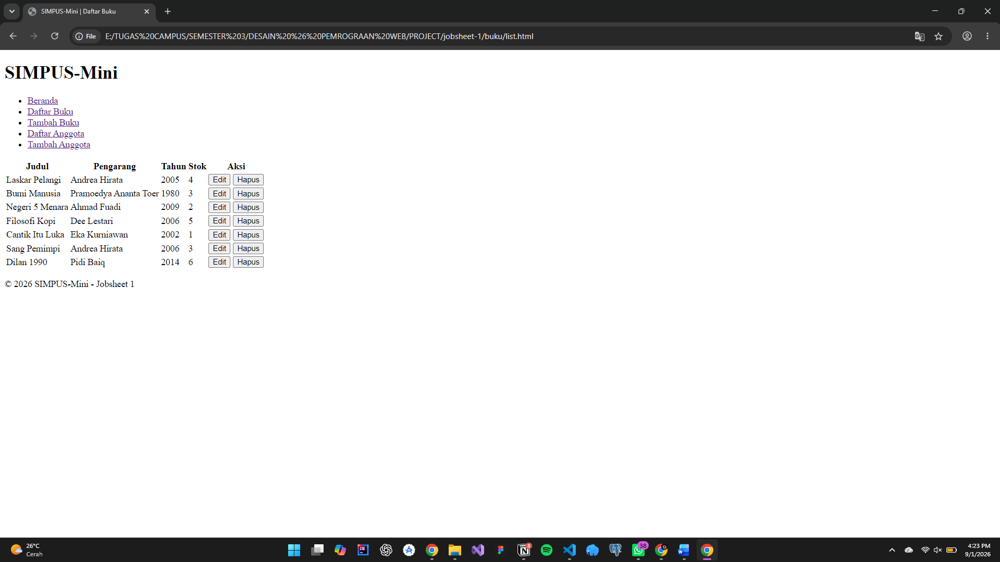 SIMPUS-Mini | Daftar Buku
File
E:/TUGAS%20CAMPUS/SEMESTER%203/DESAIN%20%26%20PEMROGRAAN%20WEB/PROJECT/jobsheet-1/buku/list.html
SIMPUS-Mini
Beranda
Daftar Buku
Tambah Buku
Daftar Anggota
Tambah Anggota
Judul Pengarang Tahun Stok Aksi
Laskar Pelangi Andrea Hirata 2005 4 Edit Hapus
Bumi Manusia Pramoedya Ananta Toer 1980 3 Edit Hapus
Negeri 5 Menara Ahmad Fuadi 2009 2 Edit Hapus
Filosofi Kopi Dee Lestari 2006 5 Edit Hapus
Cantik Itu Luka Eka Kurniawan 2002 1 Edit Hapus
Sang Pemimpi Andrea Hirata 2006 3 Edit Hapus
Dilan 1990 Pidi Baiq 2014 6 Edit Hapus
© 2026 SIMPUS-Mini - Jobsheet 1
26°C
Cerah
8
38
4:23 PM
9/1/2026